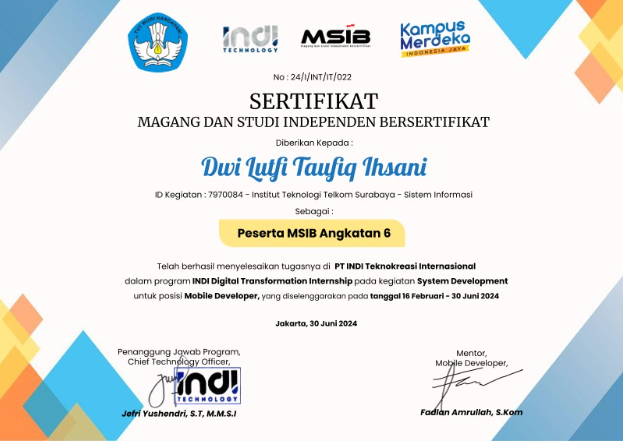 TUT WURI HANDAYANI
indi
TECHNOLOGY
MSIB
Kampus
Merdeka
INDONESIA JAYA
No : 24/I/INT/IT/022
SERTIFIKAT
MAGANG DAN STUDI INDEPENDEN BERSERTIFIKAT
Diberikan Kepada :
Dwi Lutfi Taufiq Ihsani
ID Kegiatan : 7970084 - Institut Teknologi Telkom Surabaya - Sistem Informasi
Sebagai :
Peserta MSIB Angkatan 6
Telah berhasil menyelesaikan tugasnya di PT INDI Teknokreasi Internasional
dalam program INDI Digital Transformation Internship pada kegiatan System Development
untuk posisi Mobile Developer, yang diselenggarakan pada tanggal 16 Februari - 30 Juni 2024
Jakarta, 30 Juni 2024
Penanggung Jawab Program,
Chief Technology Officer,
indi
TECHNOLOGY
Jefri Yushendri, S.T, M.M.S.I
Mentor,
Mobile Developer,
Fadlan Amrullah, S.Kom